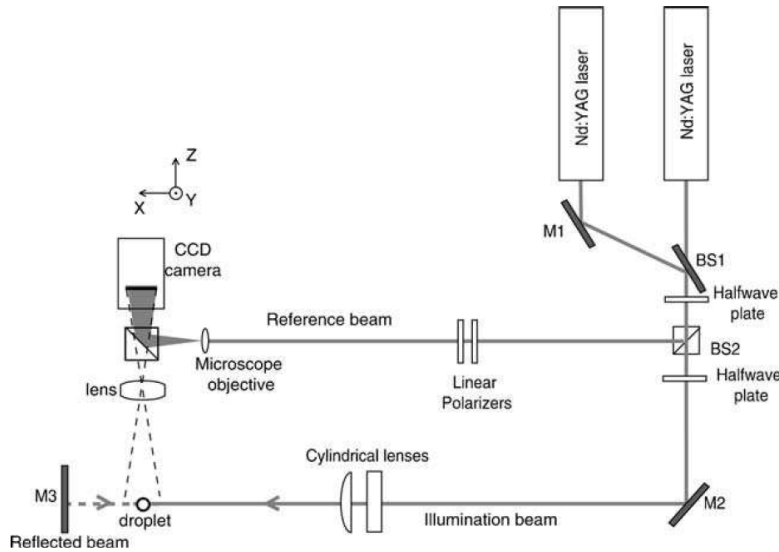 Nd:YAG laser
Nd:YAG laser
Z
X
Y
M1
BS1
CCD
camera
Halfwave
plate
Reference beam
BS2
Microscope
objective
Linear
Polarizers
Halfwave
plate
lens
Cylindrical lenses
M3
M2
droplet
Illumination beam
Reflected beam